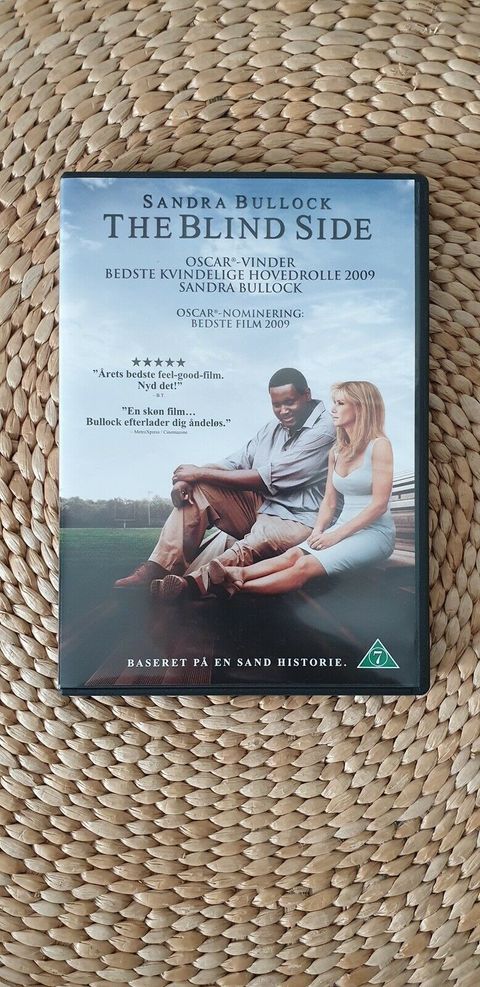 SANDRA BULLOCK
THE BLIND SIDE
OSCAR®-VINDER
BEDSTE KVINDELIGE HOVEDROLLE 2009
SANDRA BULLOCK
OSCAR®-NOMINERING:
BEDSTE FILM 2009
"Årets bedste feel-good-film.
Nyd det!"
- B.T.
"En skøn film...
Bullock efterlader dig åndeløs."
- MetroXpress / Cinemazone
BASERET PÅ EN SAND HISTORIE.
7